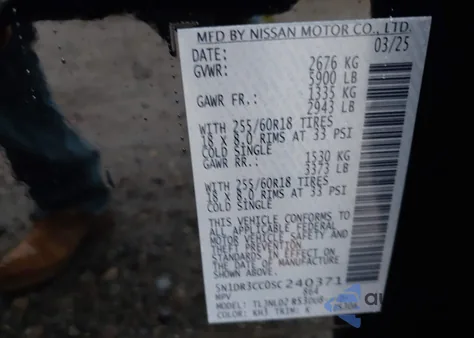 MFD BY NISSAN MOTOR CO., LTD.
DATE: 03/25
GVWR: 2676 KG
5900 LB
GAWR FR.: 1335 KG
2943 LB
WITH 255/60R18 TIRES
18 X 8.0 RIMS AT 33 PSI
COLD SINGLE
GAWR RR.: 1530 KG
3373 LB
WITH 255/60R18 TIRES
18 X 8.0 RIMS AT 33 PSI
COLD SINGLE
THIS VEHICLE CONFORMS TO
ALL APPLICABLE FEDERAL
MOTOR VEHICLE SAFETY AND
THEFT PREVENTION
STANDARDS IN EFFECT ON
THE DATE OF MANUFACTURE
SHOWN ABOVE.
5N1DR3CC0SC240371
MPV 864
MODEL:
COLOR: KH3 TRIM: K